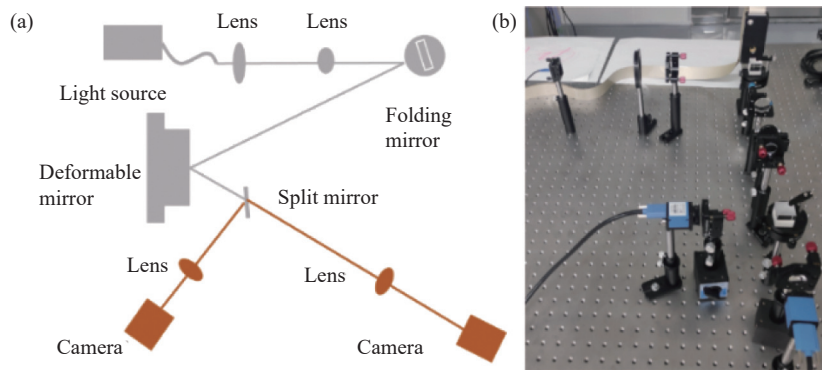 (a)
Lens
Lens
(b)
Light source
Folding
mirror
Deformable
mirror
Split mirror
Lens
Lens
Camera
Camera